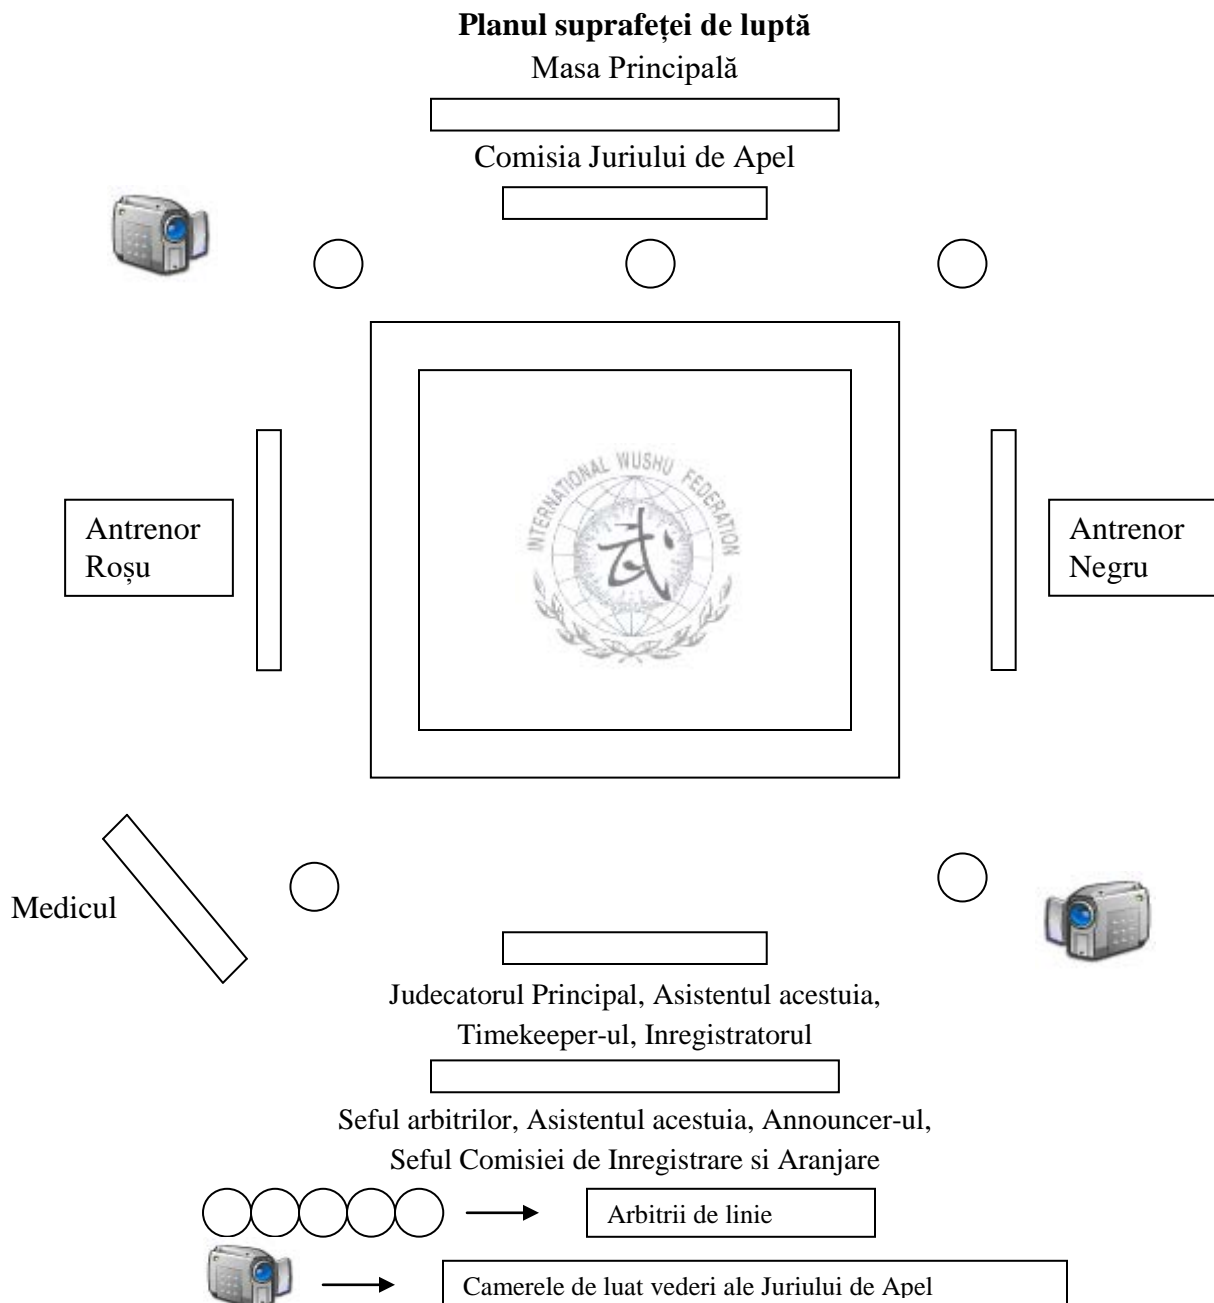 Planul suprafeței de luptă
Masa Principală
Comisia Juriului de Apel
INTERNATIONAL WUSHU FEDERATION
武
Antrenor
Roșu
Antrenor
Negru
Medicul
Judecatorul Principal, Asistentul acestuia,
Timekeeper-ul, Inregistratorul
Seful arbitrilor, Asistentul acestuia, Announcer-ul,
Seful Comisiei de Inregistrare si Aranjare
Arbitrii de linie
Camerele de luat vederi ale Juriului de Apel